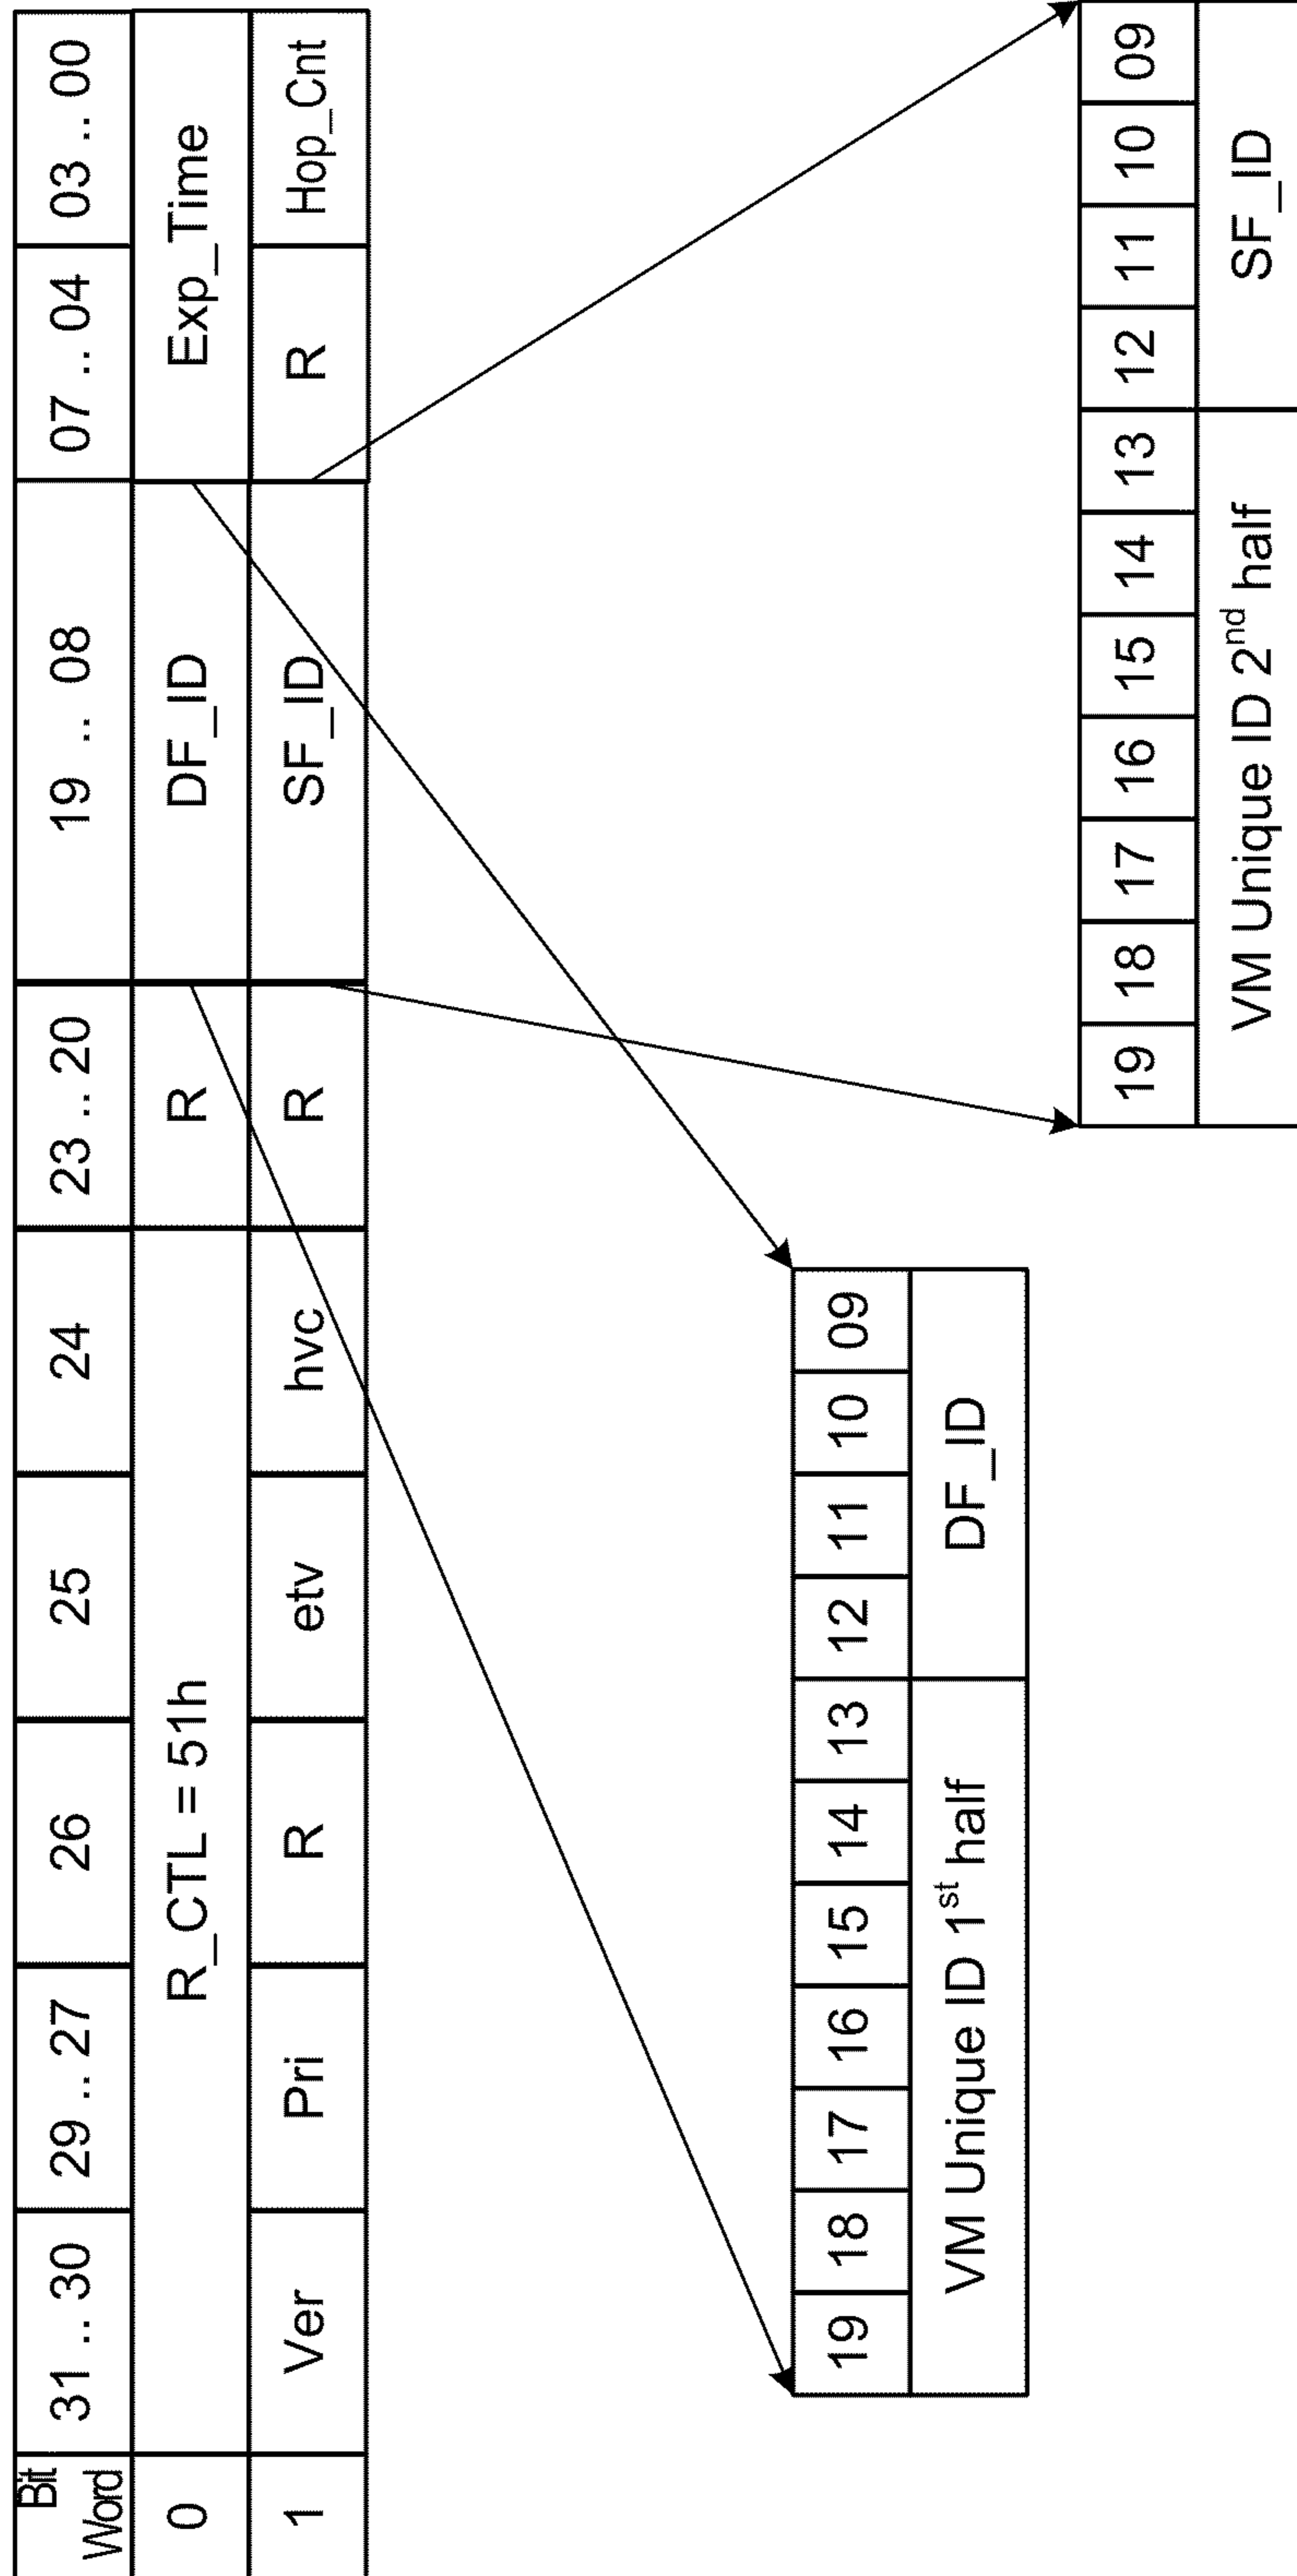 Bit
Word 31 .. 30 29 .. 27 26 25 24 23 .. 20 19 .. 08 07 .. 04 03 .. 00
0 R_CTL = 51h R DF_ID Exp_Time
1 Ver Pri R etv hvc R SF_ID R Hop_Cnt
19 18 17 16 15 14 13 12 11 10 09
VM Unique ID 1st half DF_ID
19 18 17 16 15 14 13 12 11 10 09
VM Unique ID 2nd half SF_ID